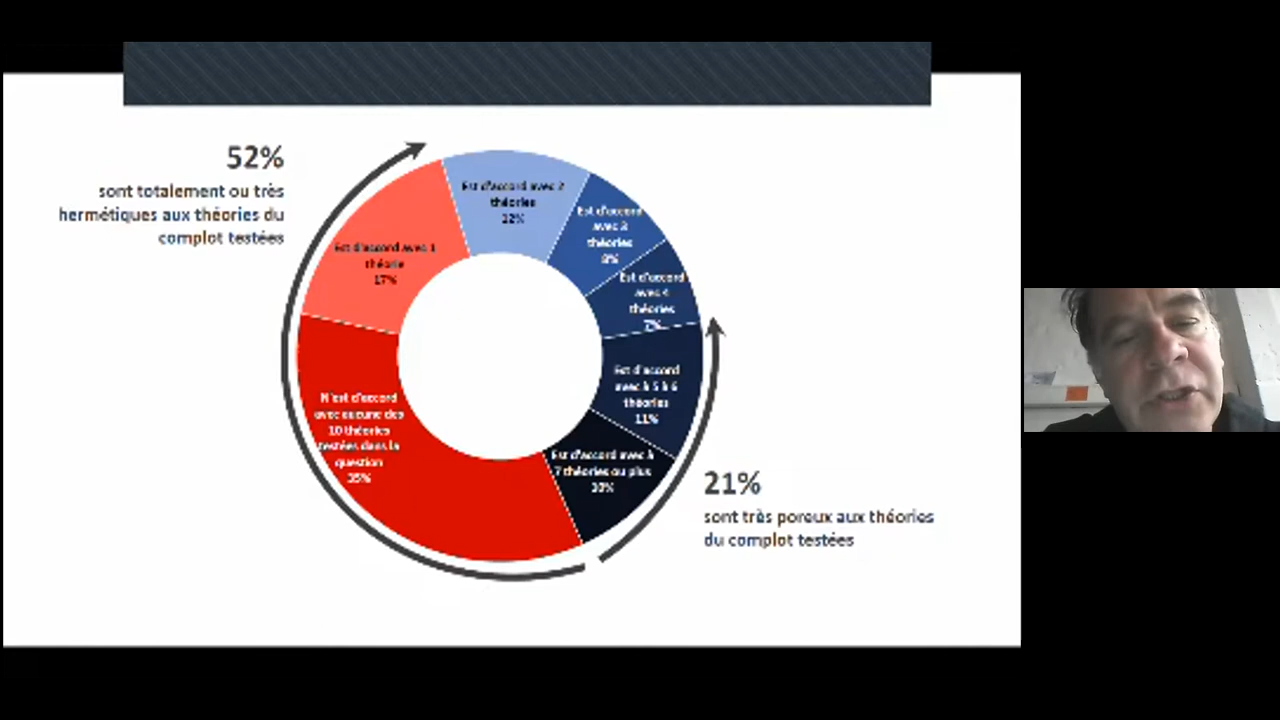 52%
sont totalement ou très
hermétiques aux théories du
complot testées
Est d'accord avec 2
théories
12%
Est d'accord
avec 3
théories
8%
Est d'accord
avec 4
théories
7%
Est d'accord
avec à 5 à 6
théories
11%
Est d'accord avec à
7 théories ou plus
10%
N'est d'accord
avec aucune des
10 théories
testées dans la
question
35%
Est d'accord avec 1
théorie
17%
21%
sont très poreux aux théories
du complot testées